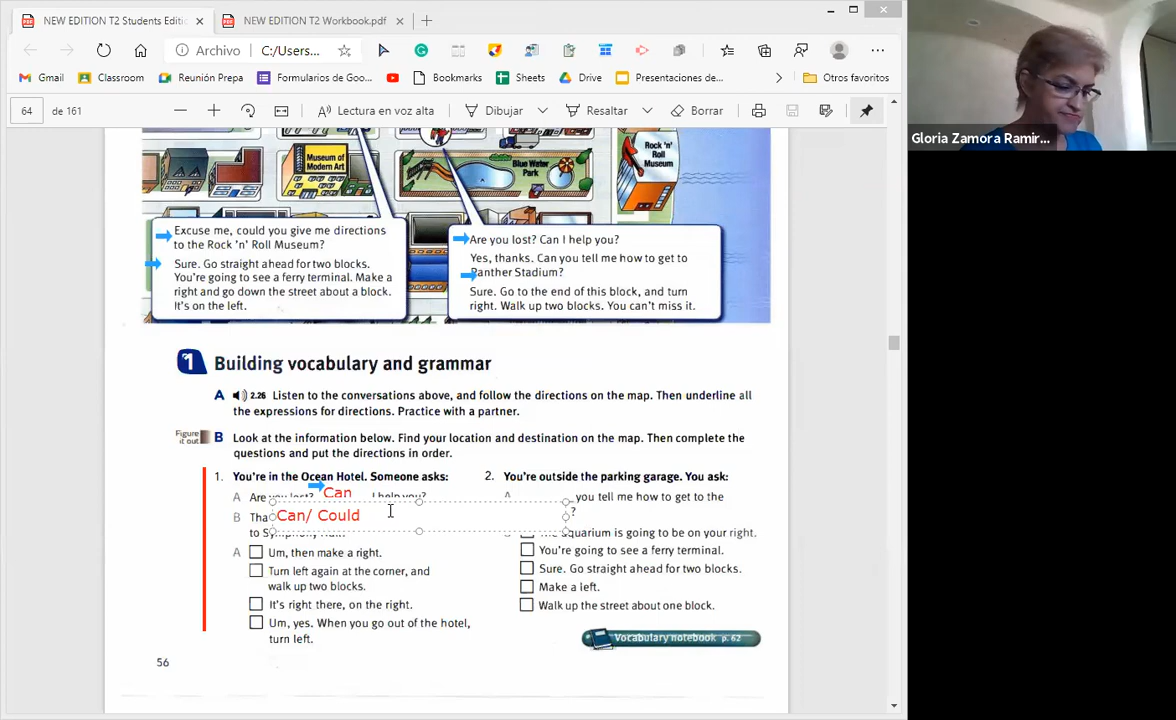 NEW EDITION T2 Students Editi
NEW EDITION T2 Workbook.pdf
Archivo
C:/Users...
Gmail
Classroom
Reunión Prepa
Formularios de Goo...
Bookmarks
Sheets
Drive
Presentaciones de...
Otros favoritos
64
de 161
Lectura en voz alta
Dibujar
Resaltar
Borrar
Gloria Zamora Ramir...
Museum of
Modern Art
Blue Water
Park
Rock 'n'
Roll
Museum
Excuse me, could you give me directions
to the Rock 'n' Roll Museum?
Sure. Go straight ahead for two blocks.
You're going to see a ferry terminal. Make a
right and go down the street about a block.
It's on the left.
Are you lost? Can I help you?
Yes, thanks. Can you tell me how to get to
Panther Stadium?
Sure. Go to the end of this block, and turn
right. Walk up two blocks. You can't miss it.
1 Building vocabulary and grammar
A 2.26 Listen to the conversations above, and follow the directions on the map. Then underline all
the expressions for directions. Practice with a partner.
Figure
it out
B Look at the information below. Find your location and destination on the map. Then complete the
questions and put the directions in order.
1. You're in the Ocean Hotel. Someone asks:
A Are you lost? Can I help you?
B Tha
Can/ Could
A Um, then make a right.
Turn left again at the corner, and
walk up two blocks.
It's right there, on the right.
Um, yes. When you go out of the hotel,
turn left.
2. You're outside the parking garage. You ask:
A you tell me how to get to the
?
aquarium is going to be on your right.
You're going to see a ferry terminal.
Sure. Go straight ahead for two blocks.
Make a left.
Walk up the street about one block.
Vocabulary notebook p. 62
56